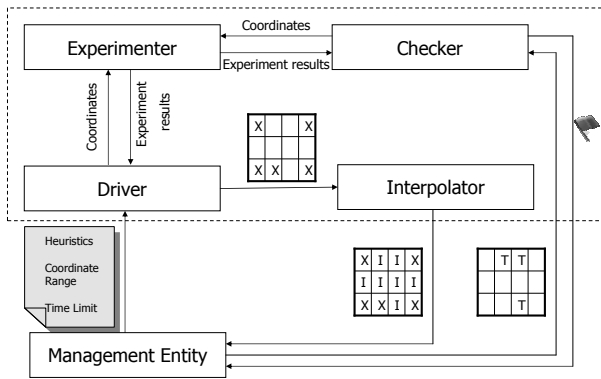 Coordinates
Experimenter
Checker
Experiment results
Coordinates
Experiment
results
X X
X X X
Driver
Interpolator
Heuristics
Coordinate
Range
Time Limit
X I I X
I I I I
X X I X
T T
T
Management Entity